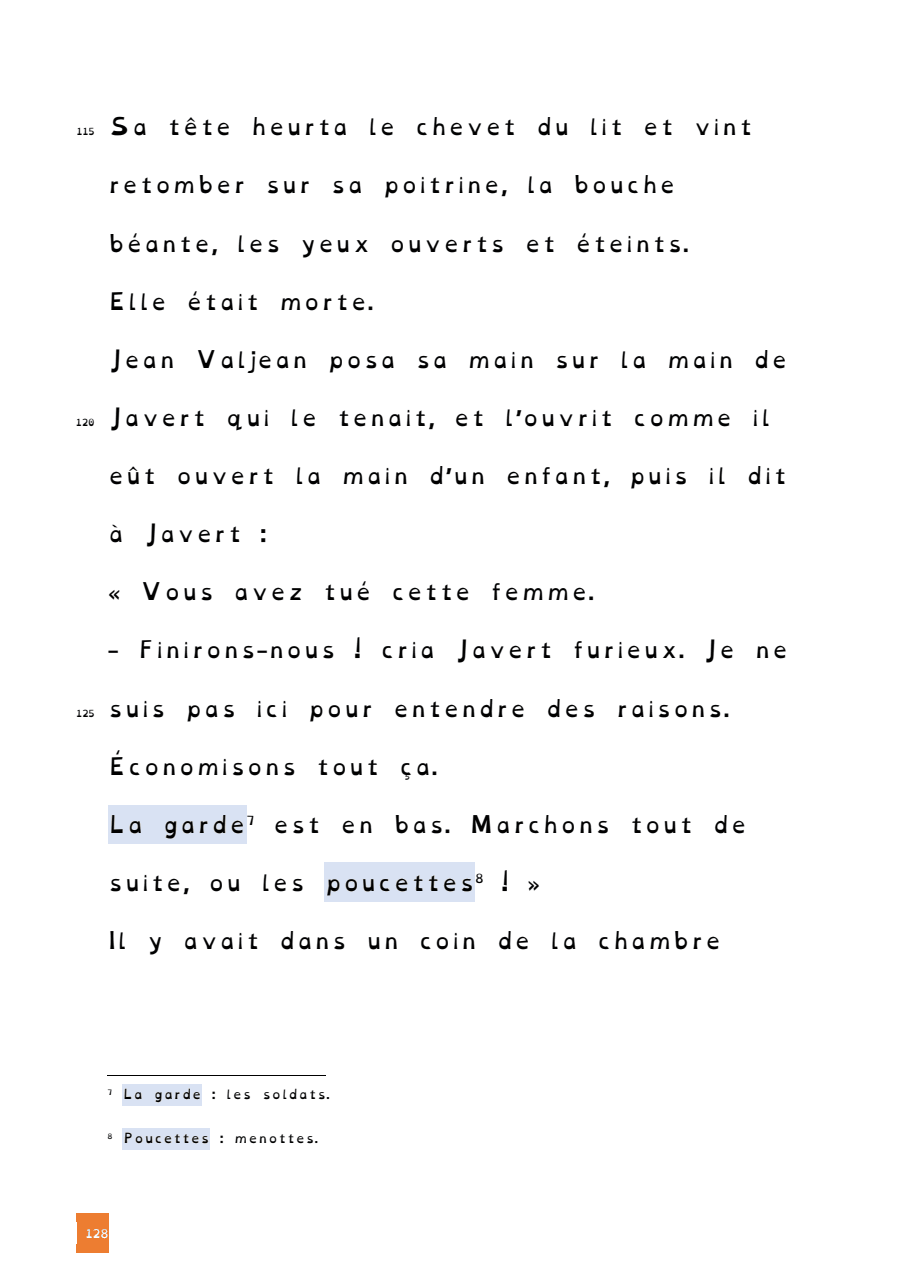 115 Sa tête heurta le chevet du lit et vint
retomber sur sa poitrine, la bouche
béante, les yeux ouverts et éteints.
Elle était morte.
Jean Valjean posa sa main sur la main de
120 Javert qui le tenait, et l’ouvrit comme il
eût ouvert la main d’un enfant, puis il dit
à Javert :
« Vous avez tué cette femme.
– Finirons-nous ! cria Javert furieux. Je ne
125 suis pas ici pour entendre des raisons.
Économisons tout ça.
La garde⁷ est en bas. Marchons tout de
suite, ou les poucettes⁸ ! »
Il y avait dans un coin de la chambre
⁷ La garde : les soldats.
⁸ Poucettes : menottes.
128